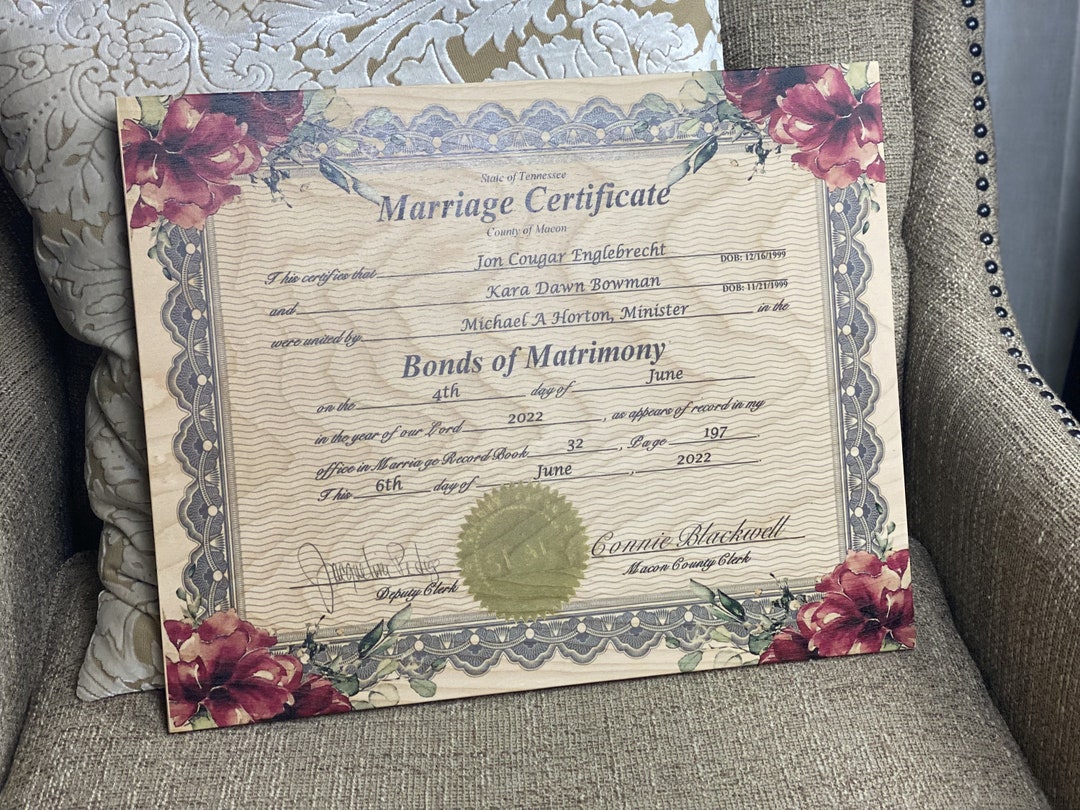 State of Tennessee
Marriage Certificate
County of Macon
This certifies that Jon Cougar Englebrecht DOB: 12/16/1999
and Kara Dawn Bowman DOB: 11/21/1999
were united by Michael A Horton, Minister in the
Bonds of Matrimony
on the 4th day of June
in the year of our Lord 2022, as appears of record in my
office in Marriage Record Book 32, Page 197
This 6th day of June, 2022
Connie Blackwell
Deputy Clerk Macon County Clerk